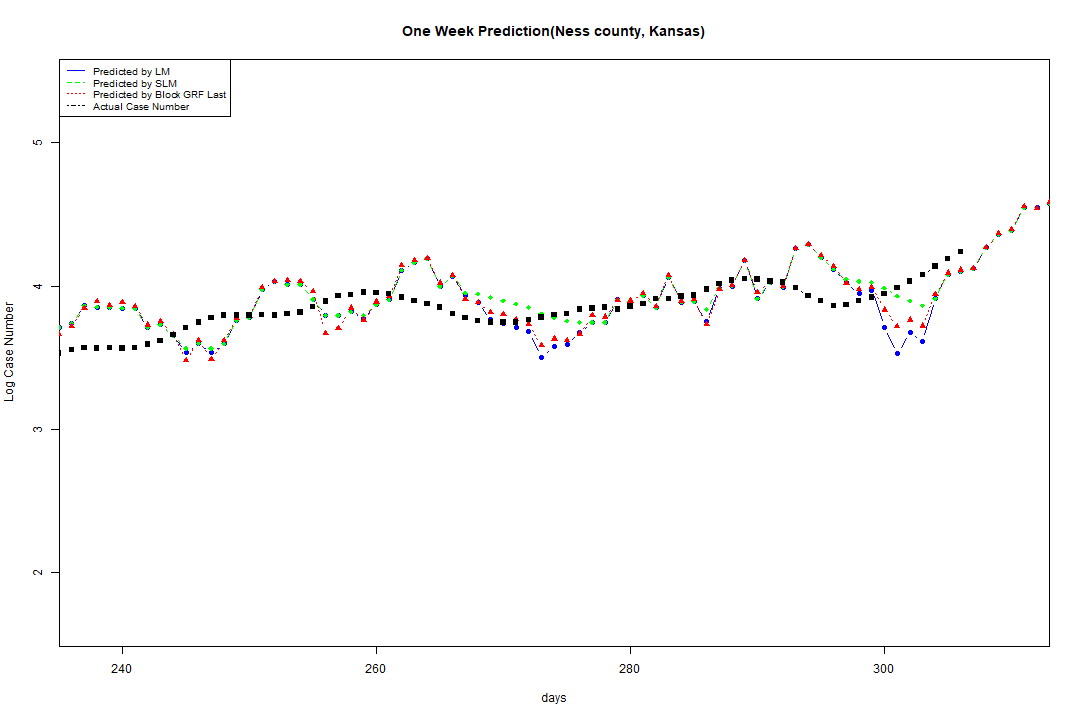 One Week Prediction(Ness county, Kansas)
Predicted by LM
Predicted by SLM
Predicted by Block GRF Last
Actual Case Number
5
4
3
2
Log Case Number
240 260 280 300
days